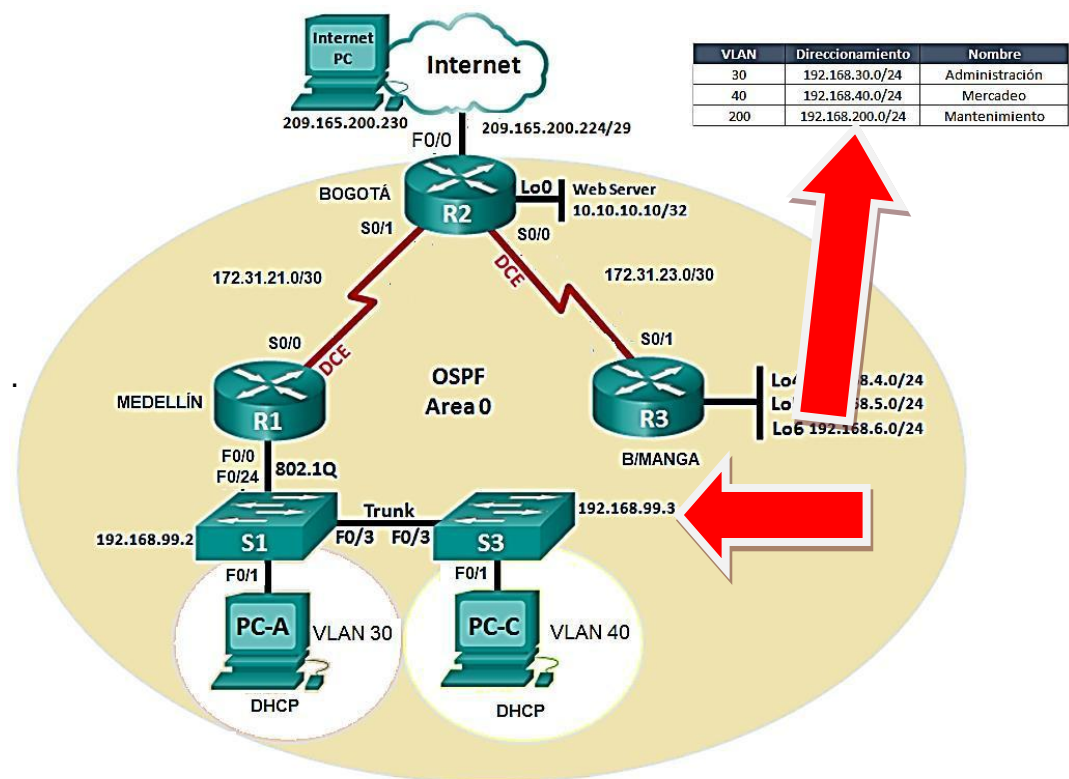 Internet
PC
Internet
209.165.200.230
209.165.200.224/29
F0/0
VLAN Direccionamiento Nombre
30 192.168.30.0/24 Administración
40 192.168.40.0/24 Mercadeo
200 192.168.200.0/24 Mantenimiento
BOGOTÁ
R2
Lo0
Web Server
10.10.10.10/32
S0/1
S0/0
DCE
172.31.21.0/30
172.31.23.0/30
S0/0
DCE
S0/1
OSPF
Area 0
MEDELLÍN
R1
R3
B/MANGA
.4.0/24
.5.0/24
Lo6 192.168.6.0/24
F0/0
F0/24
802.1Q
192.168.99.2
S1
Trunk
F0/3 F0/3
S3
192.168.99.3
F0/1
F0/1
PC-A
VLAN 30
DHCP
PC-C
VLAN 40
DHCP